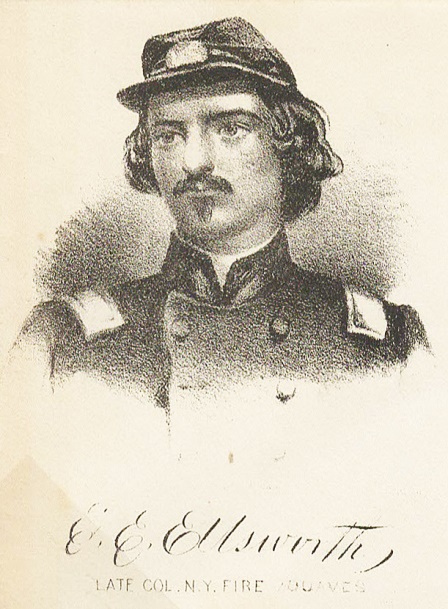 E. E. Ellsworth,
LATE COL. N.Y. FIRE ZOUAVES